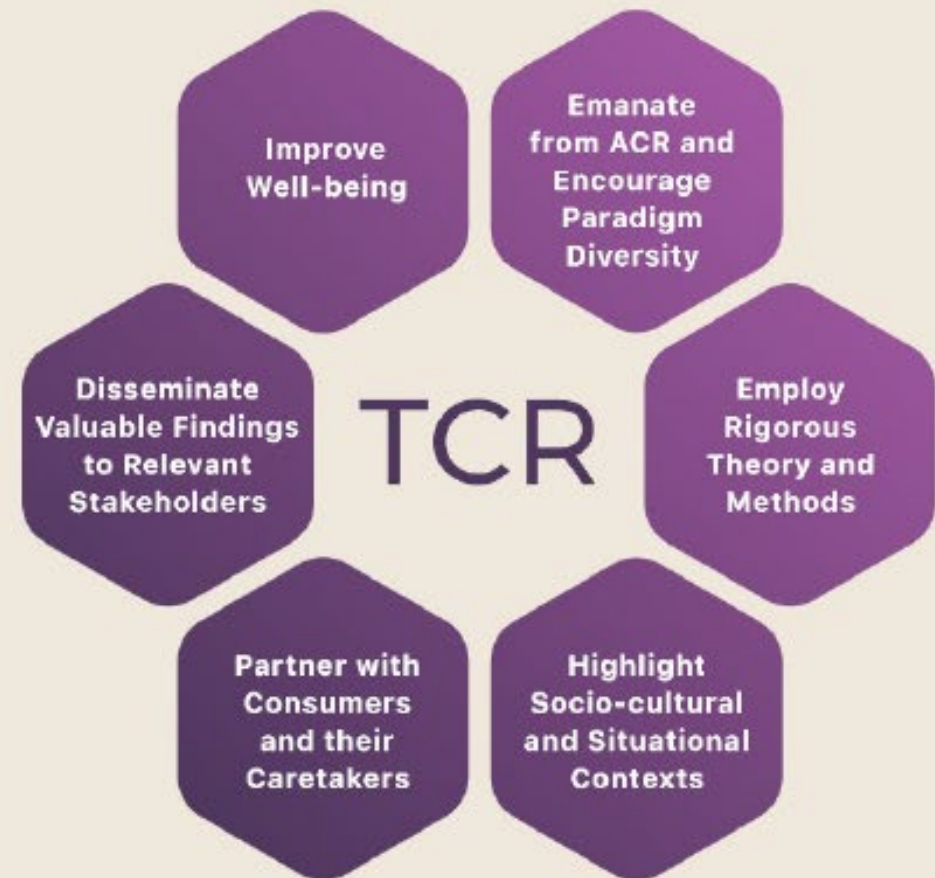 Improve
Well-being
Emanate
from ACR and
Encourage
Paradigm
Diversity
Disseminate
Valuable Findings
to Relevant
Stakeholders
TCR
Employ
Rigorous
Theory and
Methods
Partner with
Consumers
and their
Caretakers
Highlight
Socio-cultural
and Situational
Contexts